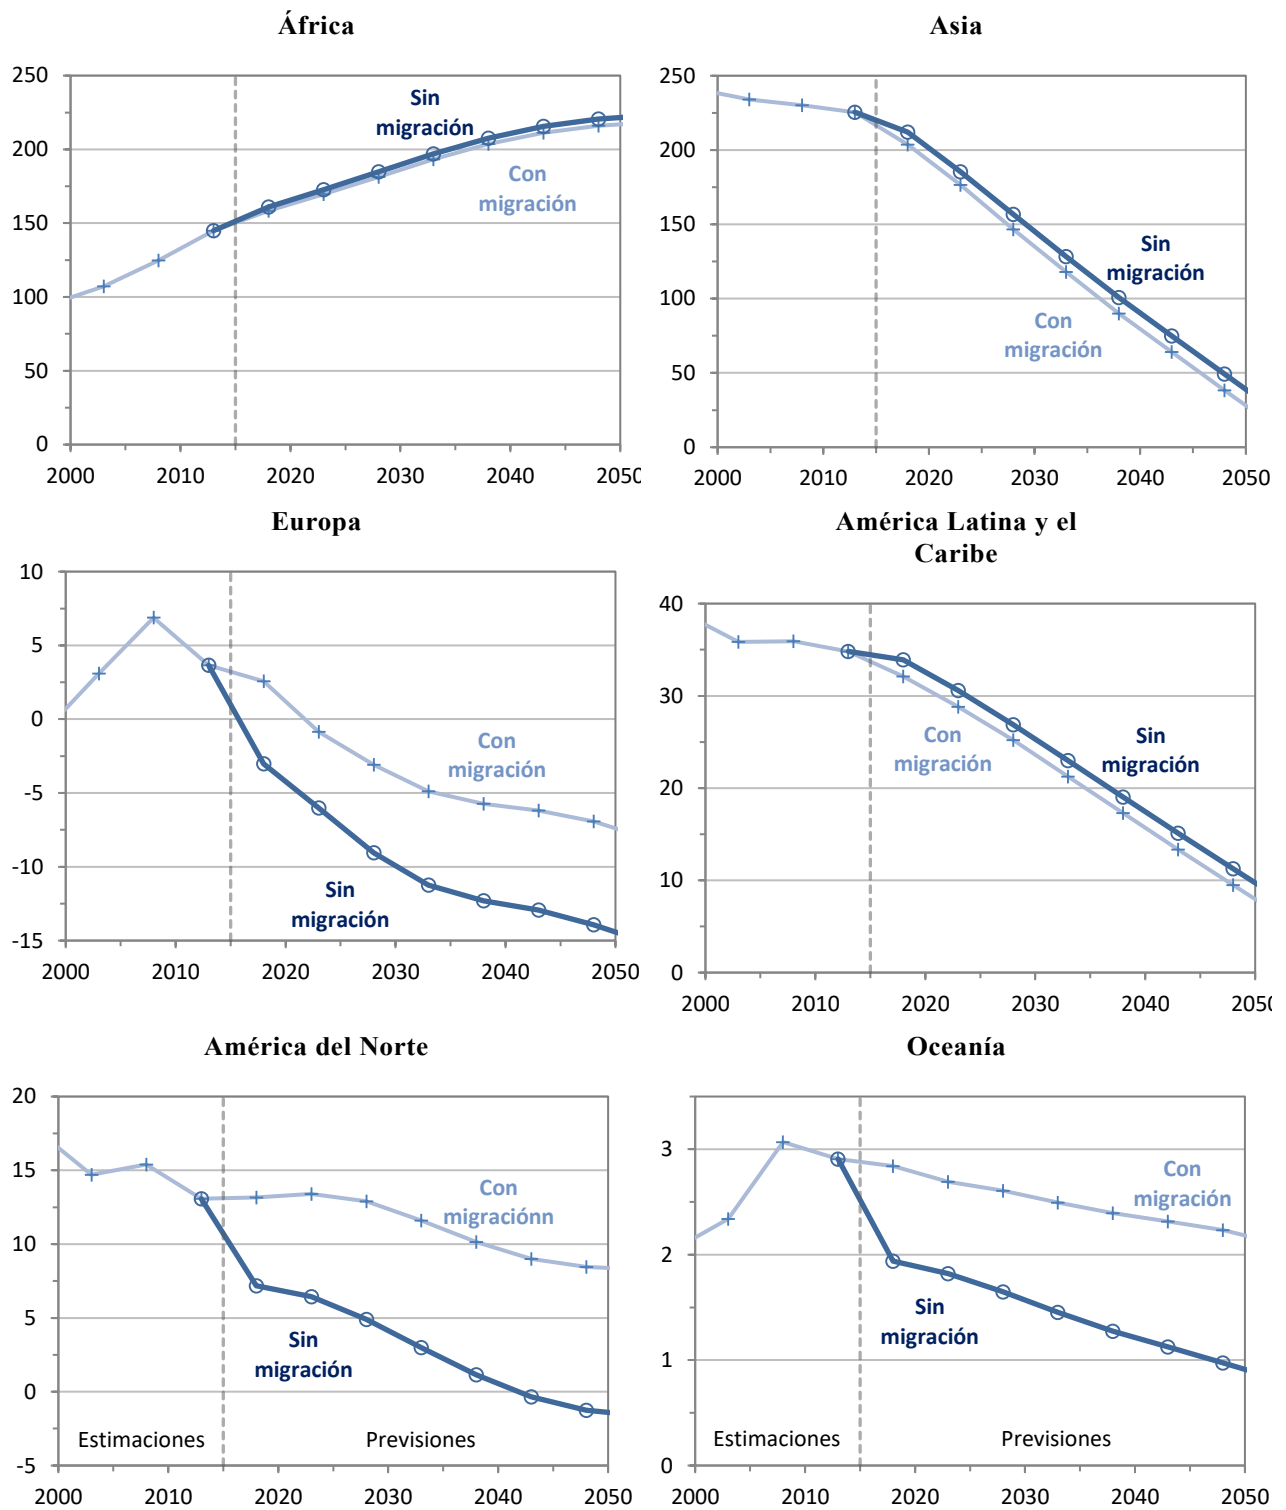 África
250
200
150
100
50
0
2000 2010 2020 2030 2040 2050
Sin
migración
Con
migración
Asia
250
200
150
100
50
0
2000 2010 2020 2030 2040 2050
Sin
migración
Con
migración
Europa
10
5
0
-5
-10
-15
2000 2010 2020 2030 2040 2050
Con
migración
Sin
migración
América Latina y el
Caribe
40
30
20
10
0
2000 2010 2020 2030 2040 2050
Con
migración
Sin
migración
América del Norte
20
15
10
5
0
-5
2000 2010 2020 2030 2040 2050
Con
migraciónn
Sin
migración
Estimaciones Previsiones
Oceanía
3
2
1
0
2000 2010 2020 2030 2040 2050
Con
migración
Sin
migración
Estimaciones Previsiones